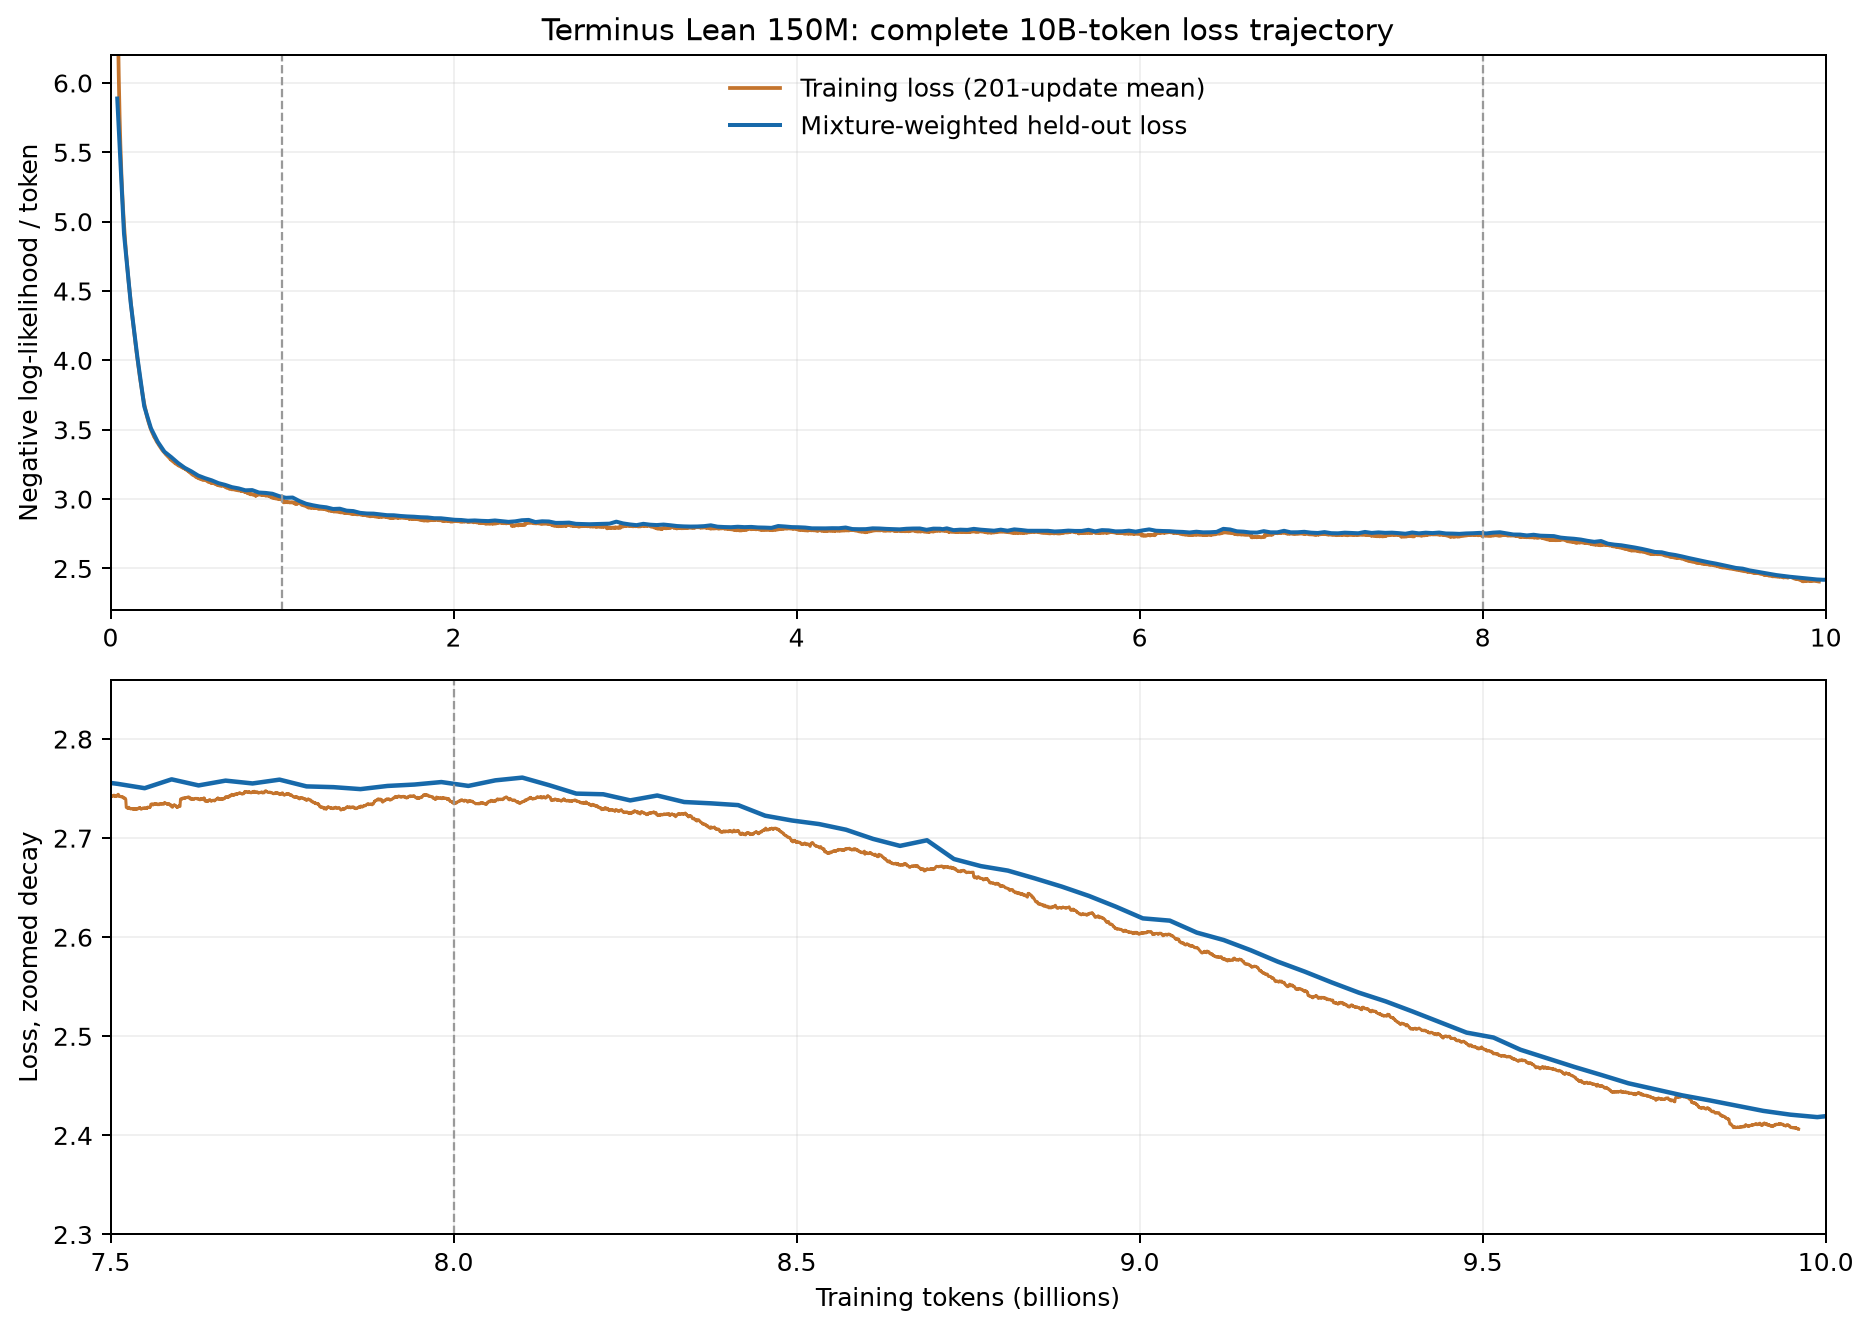 Terminus Lean 150M: complete 10B-token loss trajectory
Training loss (201-update mean)
Mixture-weighted held-out loss
Negative log-likelihood / token
6.0
5.5
5.0
4.5
4.0
3.5
3.0
2.5
0 2 4 6 8 10
Loss, zoomed decay
2.8
2.7
2.6
2.5
2.4
2.3
7.5 8.0 8.5 9.0 9.5 10.0
Training tokens (billions)